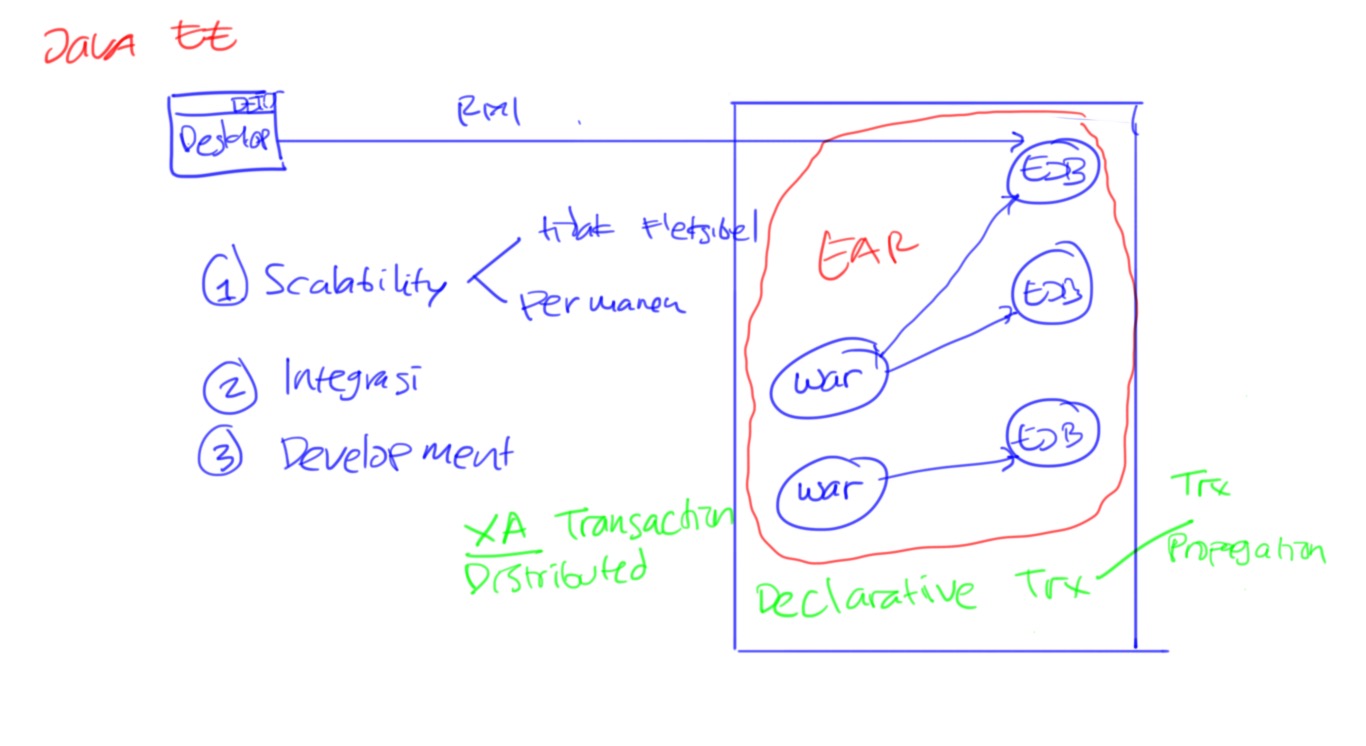 Java EE
Desktop
RMI
EJB
tidak fleksibel
EAR
① Scalability
EJB
Permanen
② Integrasi
war
③ Development
EJB
war
Trx
XA Transaction
Propagation
Distributed
Declarative Trx